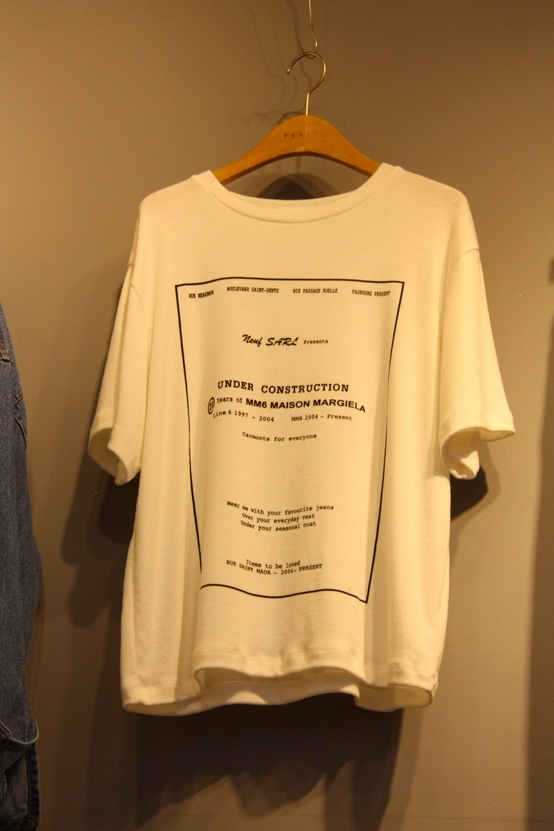 RUE REAUMUR BOULEVARD SAINT-DENIS BIS PASSAGE NOELLE FAUBOURG PRESENT
Neuf SARL Presents
UNDER CONSTRUCTION
Years of MM6 MAISON MARGIELA
Line 6 1997 - 2004 MM6 2004 - Present
Garments for everyone
Wear me with your favourite jeans
Over your everyday vest
Under your seasonal coat
Items to be loved
RUE SAINT MAUR - 2004- PRESENT